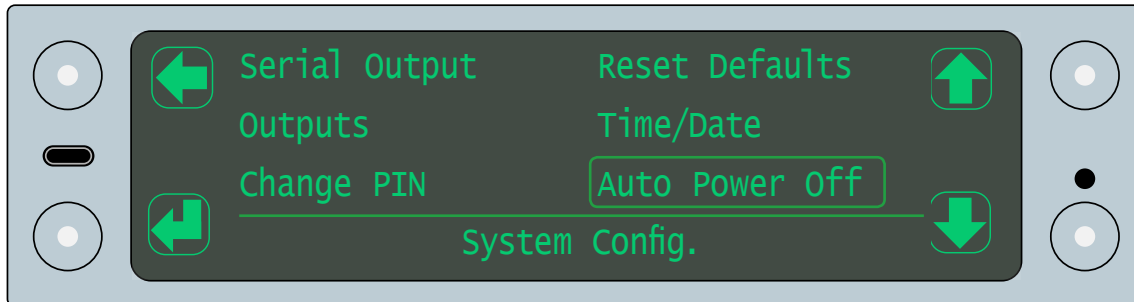 Serial Output Reset Defaults
Outputs Time/Date
Change PIN Auto Power Off
System Config.